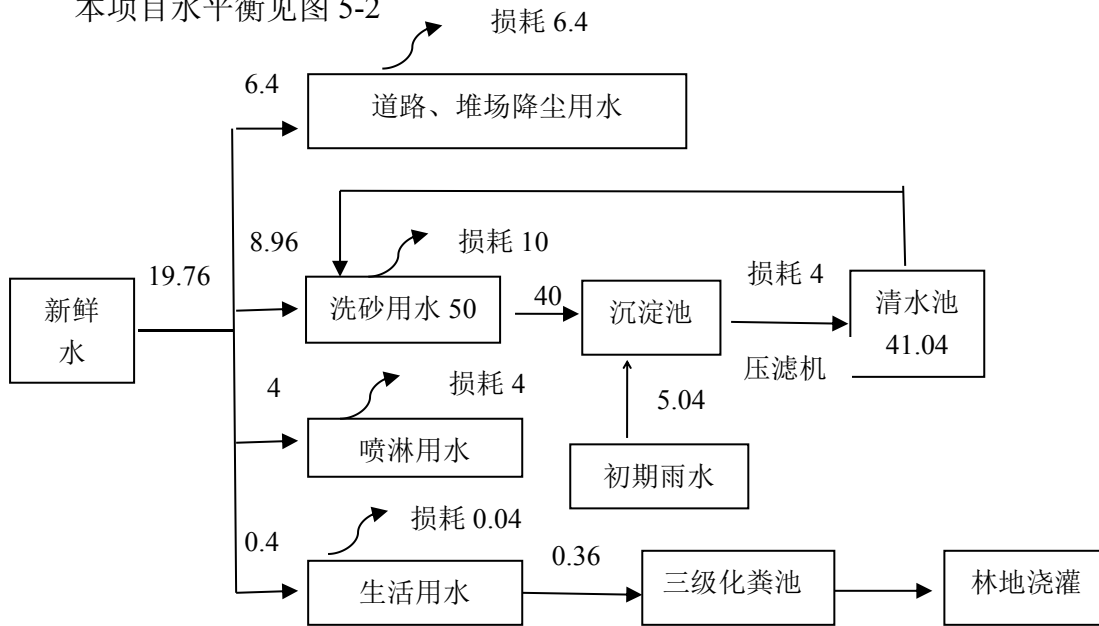 本项目水平衡见图 5-2
损耗 6.4
6.4
道路、堆场降尘用水
8.96
损耗 10
19.76
新鲜
水
洗砂用水 50
40
沉淀池
损耗 4
压滤机
清水池
41.04
4
损耗 4
喷淋用水
5.04
初期雨水
0.4
损耗 0.04
生活用水
0.36
三级化粪池
林地浇灌